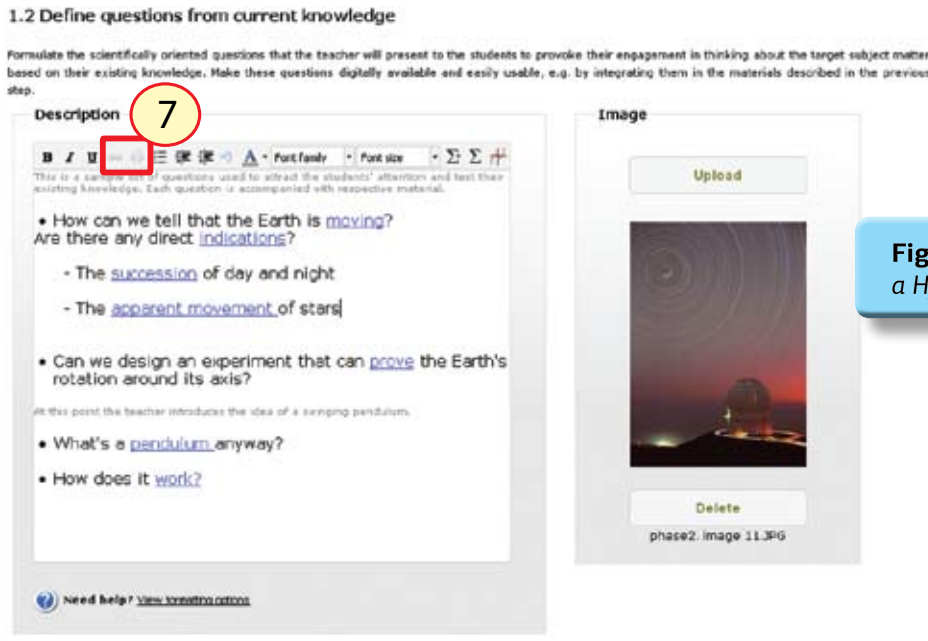 1.2 Define questions from current knowledge
Formulate the scientifically oriented questions that the teacher will present to the students to provoke their engagement in thinking about the target subject matter
based on their existing knowledge. Make these questions digitally available and easily usable, e.g. by integrating them in the materials described in the previous
step.
Description
7
B I U A Font family Font size Σ Σ
This is a sample list of questions used to attract the students' attention and test their
existing knowledge. Each question is accompanied with respective material.
• How can we tell that the Earth is moving?
Are there any direct indications?
- The succession of day and night
- The apparent movement of stars
• Can we design an experiment that can prove the Earth's
rotation around its axis?
At this point the teacher introduces the idea of a swinging pendulum.
• What's a pendulum anyway?
• How does it work?
Need help? View formatting options
Image
Upload
Delete
phase2. image 11.JPG
Fig
a H